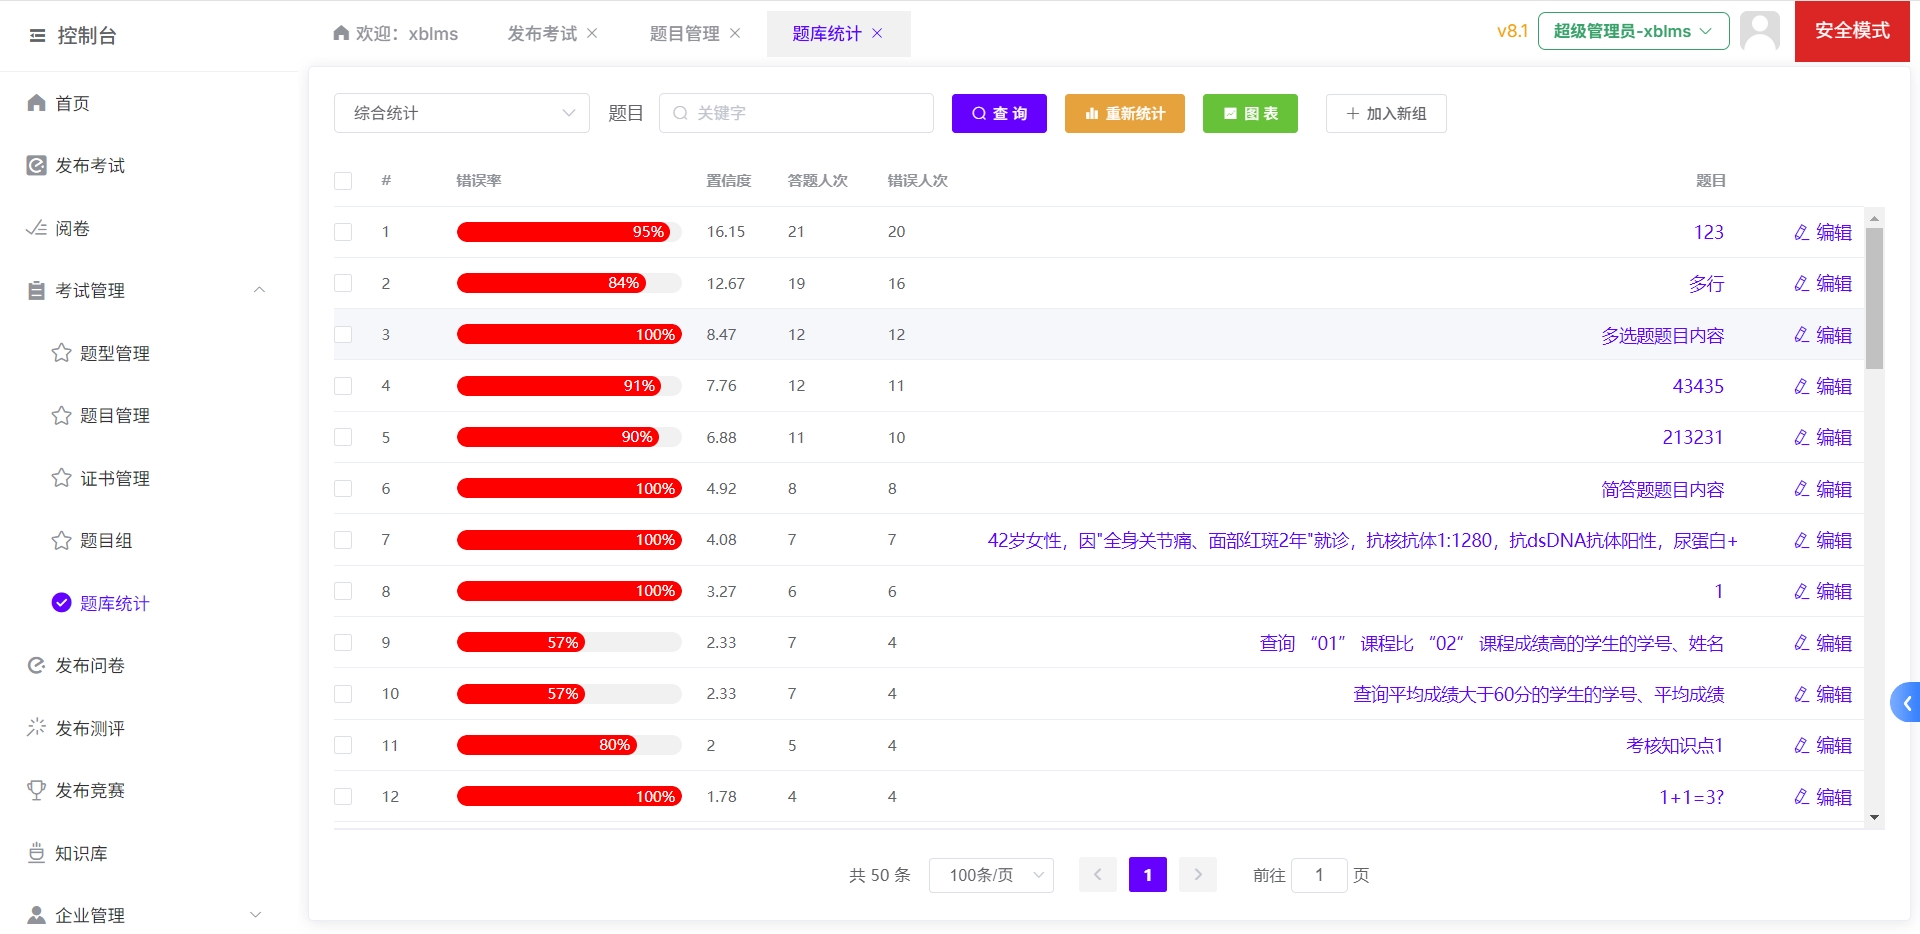 控制台
欢迎：xblms
发布考试
题目管理
题库统计
v8.1
超级管理员-xblms
安全模式
首页
发布考试
阅卷
考试管理
题型管理
题目管理
证书管理
题目组
题库统计
发布问卷
发布测评
发布竞赛
知识库
企业管理
综合统计
题目
关键字
查 询
重新统计
图 表
加入新组
# 错误率 置信度 答题人次 错误人次 题目
1 95% 16.15 21 20 123 编辑
2 84% 12.67 19 16 多行 编辑
3 100% 8.47 12 12 多选题题目内容 编辑
4 91% 7.76 12 11 43435 编辑
5 90% 6.88 11 10 213231 编辑
6 100% 4.92 8 8 简答题题目内容 编辑
7 100% 4.08 7 7 42岁女性，因"全身关节痛、面部红斑2年"就诊，抗核抗体1:1280，抗dsDNA抗体阳性，尿蛋白+ 编辑
8 100% 3.27 6 6 1 编辑
9 57% 2.33 7 4 查询 “01” 课程比 “02” 课程成绩高的学生的学号、姓名 编辑
10 57% 2.33 7 4 查询平均成绩大于60分的学生的学号、平均成绩 编辑
11 80% 2 5 4 考核知识点1 编辑
12 100% 1.78 4 4 1+1=3? 编辑
共 50 条
100条/页
1
前往 1 页